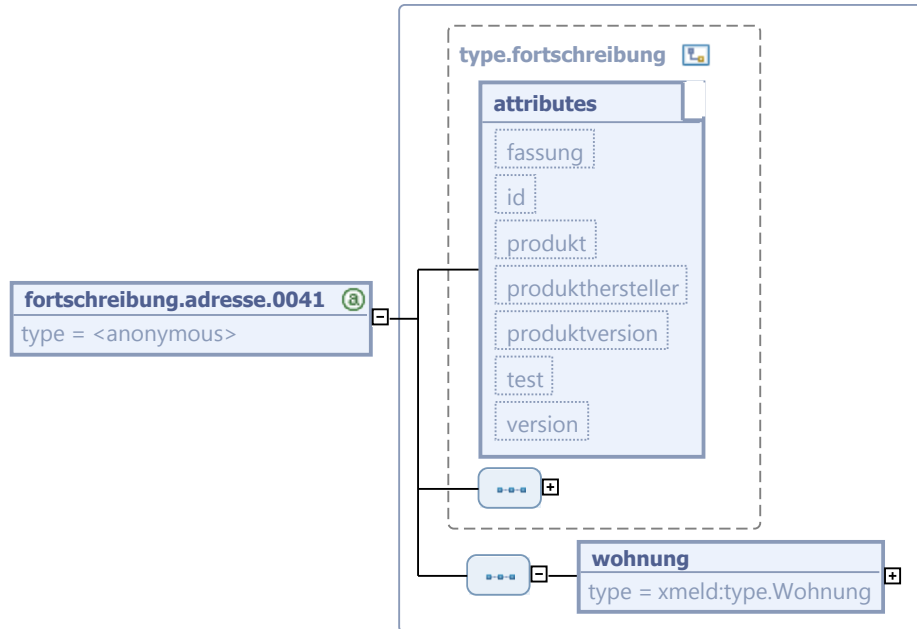 type.fortschreibung
attributes
fassung
id
produkt
produkthersteller
produktversion
test
version
fortschreibung.adresse.0041 a
type = <anonymous>
wohnung
type = xmeld:type.Wohnung